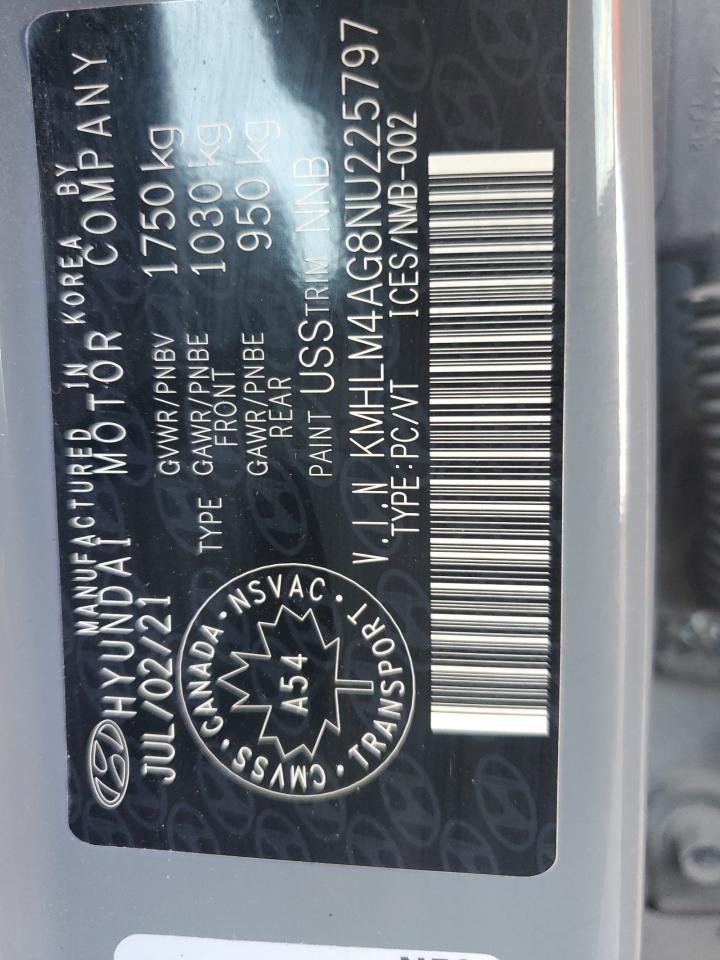 MANUFACTURED IN KOREA BY
HYUNDAI MOTOR COMPANY
JUL/02/21
GVWR/PNBV 1750 kg
TYPE GAWR/PNBE FRONT 1030 kg
GAWR/PNBE REAR 950 kg
PAINT USS TRIM NNB
V.I.N KMHLM4AG8NU225797
TYPE:PC/VT ICES/NMB-002
CANADA · NSVAC · TRANSPORT · CMVSS ·
A54